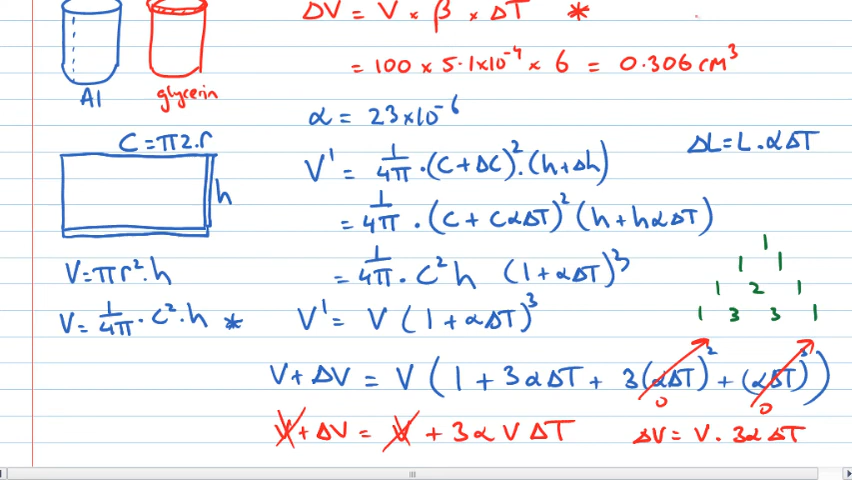 ΔV = V × β × ΔT *
= 100 × 5.1×10⁻⁴ × 6 = 0.306 cm³
Al
glycerin
α = 23×10⁻⁶
C=π2.r
h
V=πr².h
V= 1/4π . C².h *
V' = 1/4π .(C+ΔC)².(h+Δh)
ΔL=L.αΔT
= 1/4π . (C + CαΔT)² (h+hαΔT)
= 1/4π . C²h (1+αΔT)³
V' = V (1+αΔT)³
1
1 1
1 2 1
1 3 3 1
V+ΔV = V (1 + 3αΔT + 3(αΔT)² + (αΔT)³)
0 0
V+ΔV = V + 3αVΔT
ΔV = V. 3αΔT